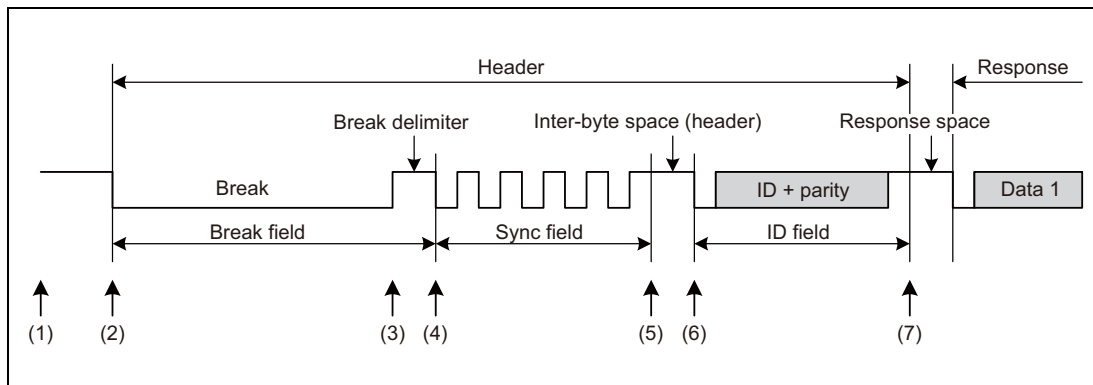 Header
Response
Break delimiter
Inter-byte space (header)
Response space
Break
ID + parity
Data 1
Break field
Sync field
ID field
(1)
(2)
(3)
(4)
(5)
(6)
(7)